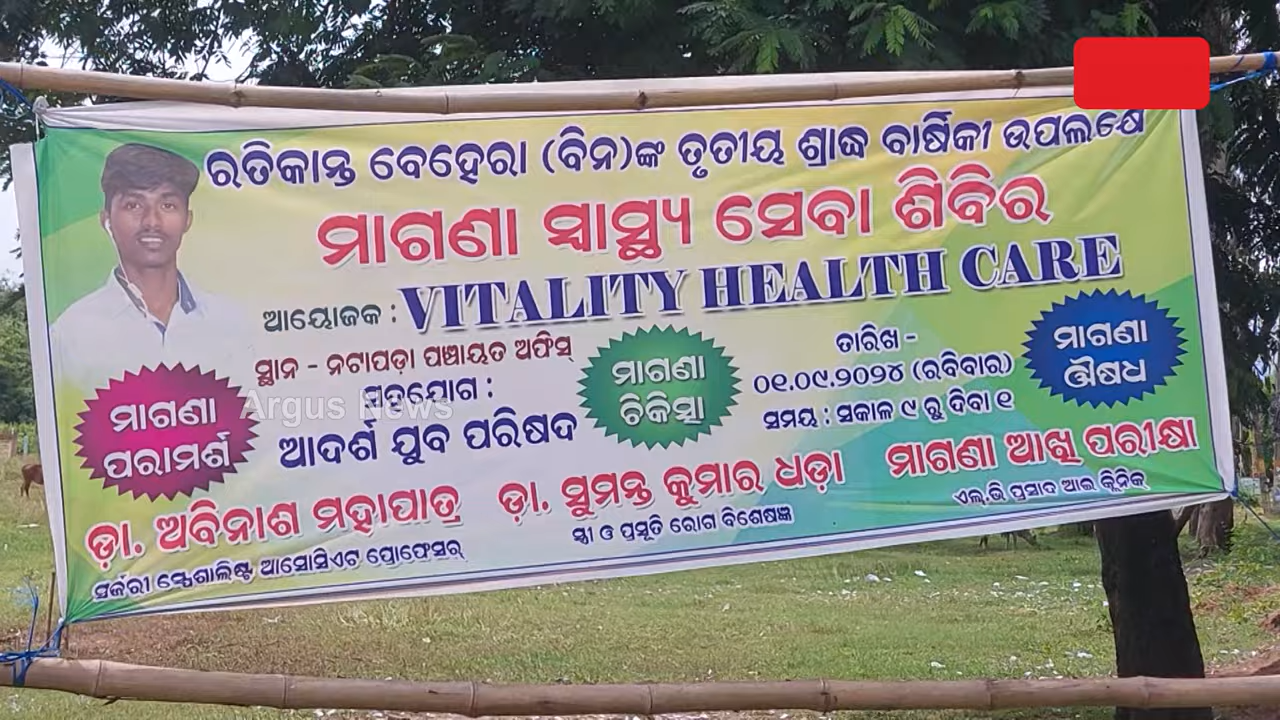 ରତିକାନ୍ତ ବେହେରା (ବିନ)ଙ୍କ ତୃତୀୟ ଶ୍ରାଦ୍ଧ ବାର୍ଷିକୀ ଉପଲକ୍ଷେ
ମାଗଣା ସ୍ୱାସ୍ଥ୍ୟ ସେବା ଶିବିର
ଆୟୋଜକ : VITALITY HEALTH CARE
ସ୍ଥାନ - ନଟାପଡ଼ା ପଞ୍ଚାୟତ ଅଫିସ୍
ସହଯୋଗ :
ଆଦର୍ଶ ଯୁବ ପରିଷଦ
ମାଗଣା
ପରାମର୍ଶ
ମାଗଣା
ଚିକିତ୍ସା
ତାରିଖ -
୦୧.୦୯.୨୦୨୪ (ରବିବାର)
ସମୟ : ସକାଳ ୯ ରୁ ଦିବା ୧
ମାଗଣା
ଔଷଧ
ଡ଼ା. ଅବିନାଶ ମହାପାତ୍ର
ସର୍ଜରୀ ସ୍ପେଶାଲିଷ୍ଟ ଆସୋସିଏଟ ପ୍ରୋଫେସର୍
ଡ଼ା. ସୁମନ୍ତ କୁମାର ଧଡ଼ା
ସ୍ତ୍ରୀ ଓ ପ୍ରସୂତି ରୋଗ ବିଶେଷଜ୍ଞ
ମାଗଣା ଆଖି ପରୀକ୍ଷା
ଏଲ୍.ଭି ପ୍ରସାଦ ଆଇ କ୍ଲିନିକ୍
Argus News